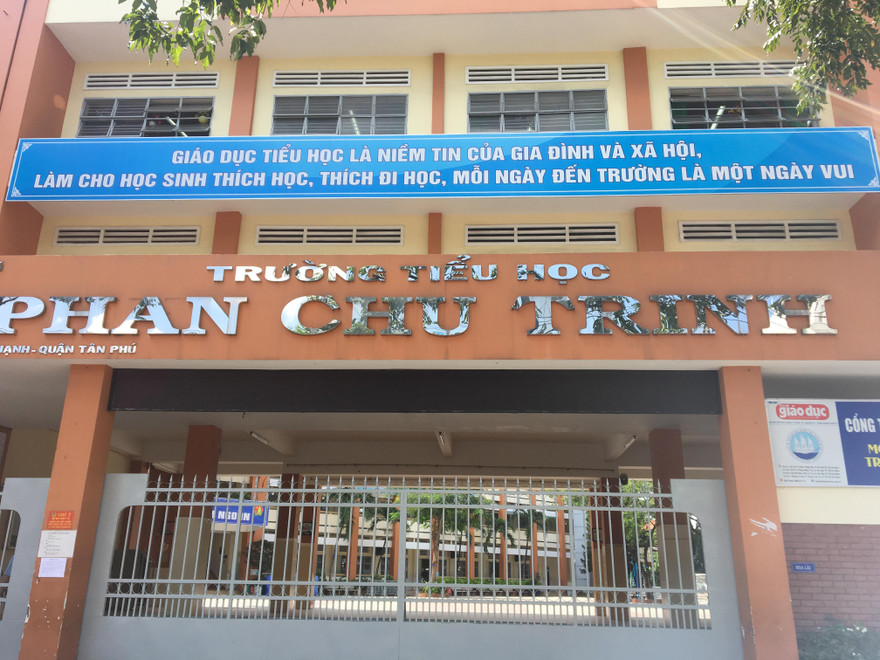 GIÁO DỤC TIỂU HỌC LÀ NIỀM TIN CỦA GIA ĐÌNH VÀ XÃ HỘI,
LÀM CHO HỌC SINH THÍCH HỌC, THÍCH ĐI HỌC, MỖI NGÀY ĐẾN TRƯỜNG LÀ MỘT NGÀY VUI
TRƯỜNG TIỂU HỌC
PHAN CHU TRINH
HẠNH - QUẬN TÂN PHÚ
giáo dục
CỔNG